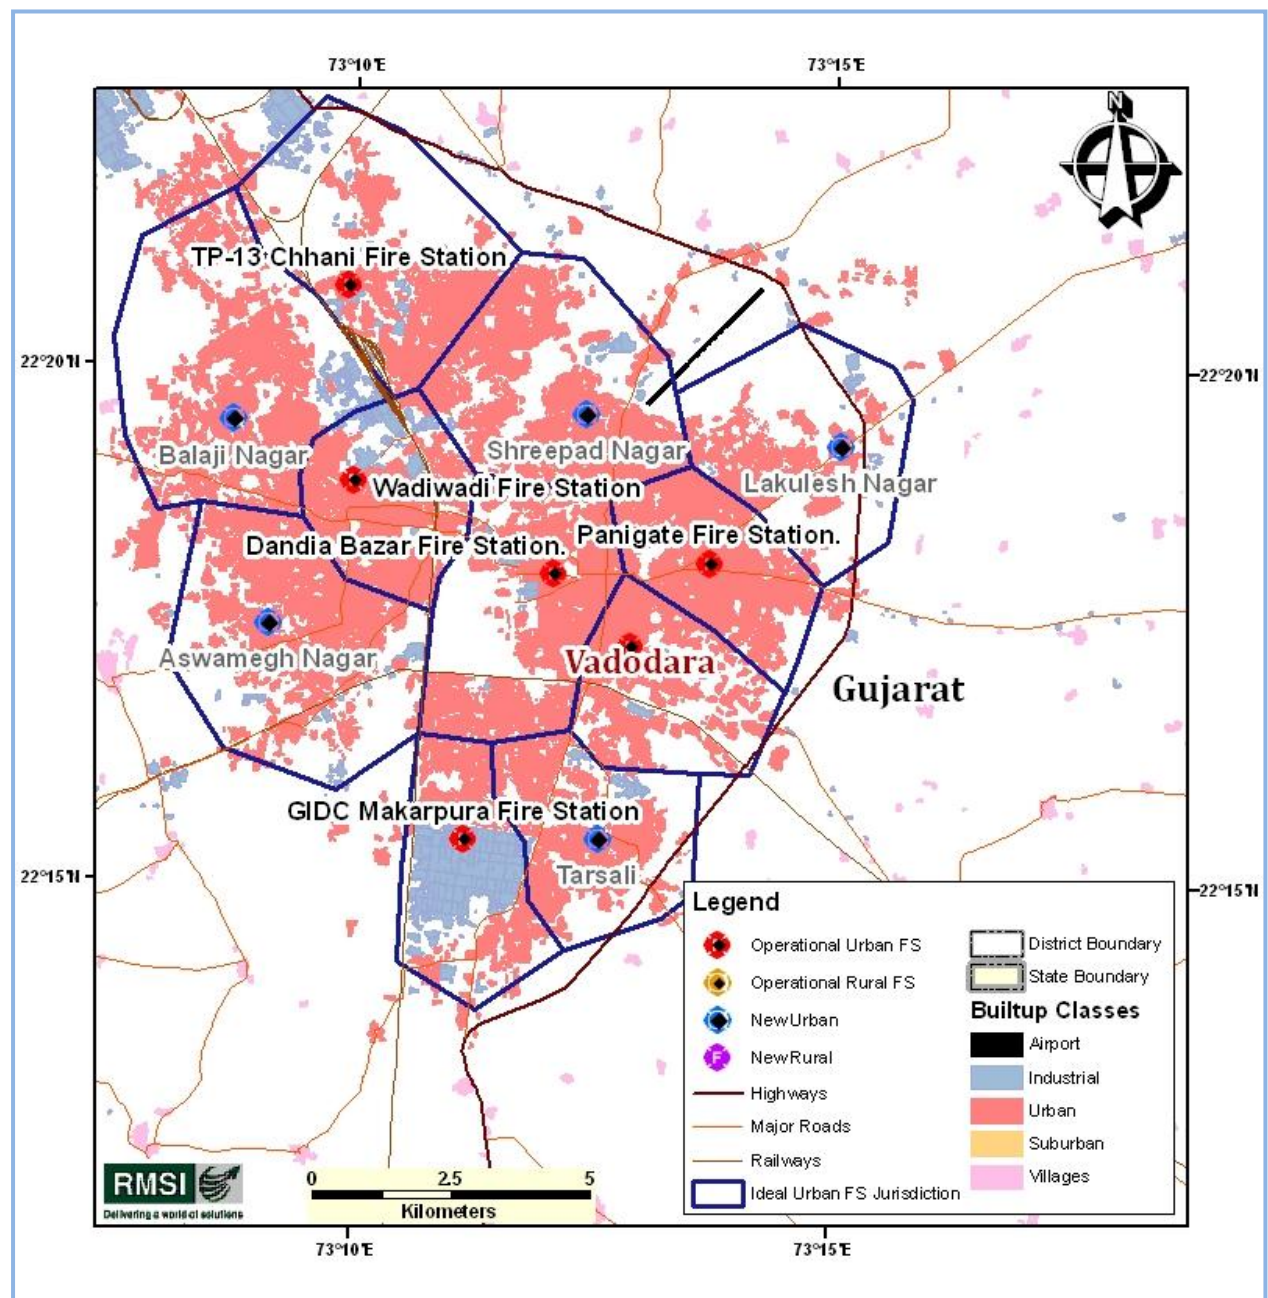 73°10'E 73°15'E
N
TP-13 Chhani Fire Station
22°20'N 22°20'N
Balaji Nagar
Shreepad Nagar
Lakulesh Nagar
Wadiwadi Fire Station
Dandia Bazar Fire Station.
Panigate Fire Station.
Aswamegh Nagar
Vadodara
Gujarat
GIDC Makarpura Fire Station
Tarsali
22°15'N 22°15'N
Legend
Operational Urban FS
Operational Rural FS
New Urban
F New Rural
Highways
Major Roads
Railways
Ideal Urban FS Jurisdiction
District Boundary
State Boundary
Builtup Classes
Airport
Industrial
Urban
Suburban
Villages
RMSI
Delivering a world of solutions
0 2.5 5
Kilometers
73°10'E 73°15'E